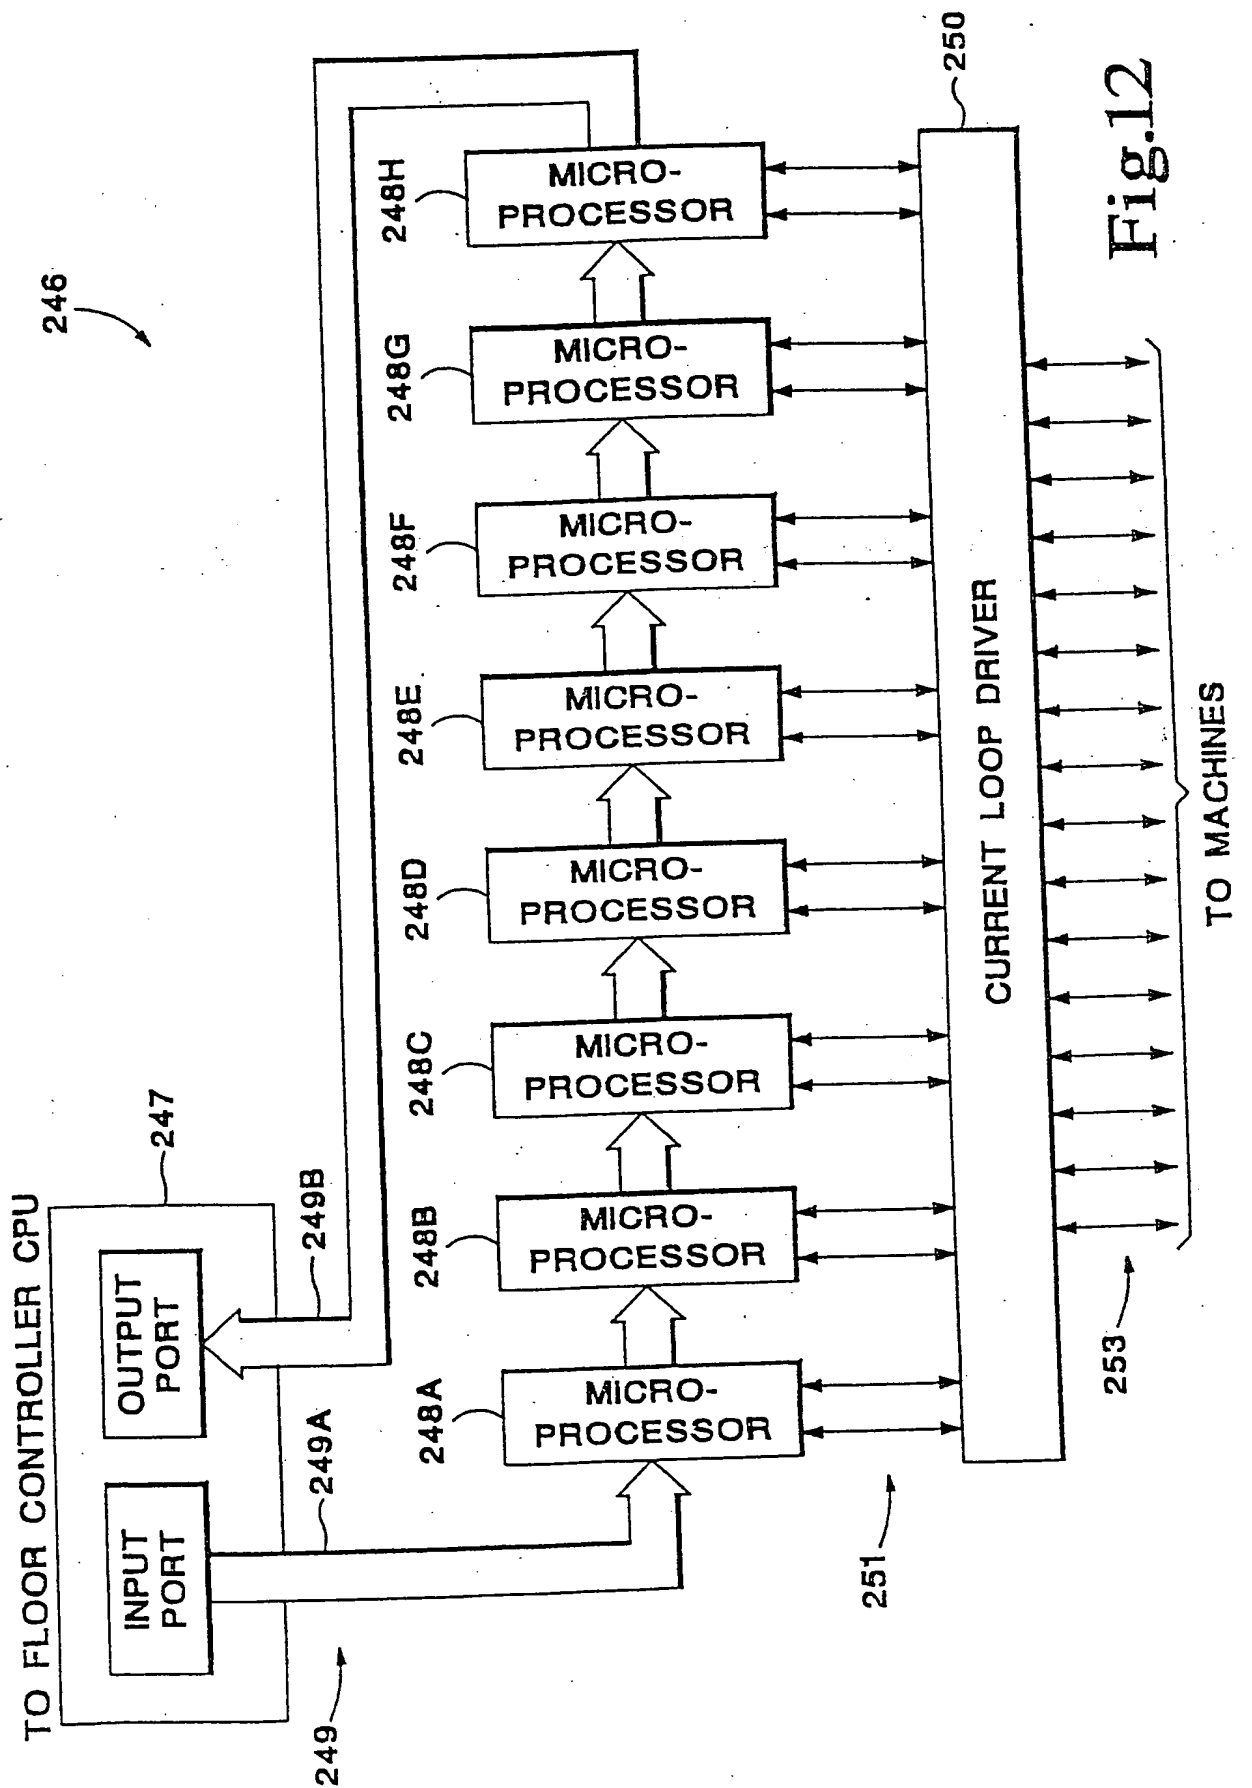 TO FLOOR CONTROLLER CPU
247
INPUT
PORT
OUTPUT
PORT
246
249
249A
249B
248A
248B
248C
248D
248E
248F
248G
248H
MICRO-
PROCESSOR
MICRO-
PROCESSOR
MICRO-
PROCESSOR
MICRO-
PROCESSOR
MICRO-
PROCESSOR
MICRO-
PROCESSOR
MICRO-
PROCESSOR
MICRO-
PROCESSOR
251
CURRENT LOOP DRIVER
250
253
TO MACHINES
Fig.12